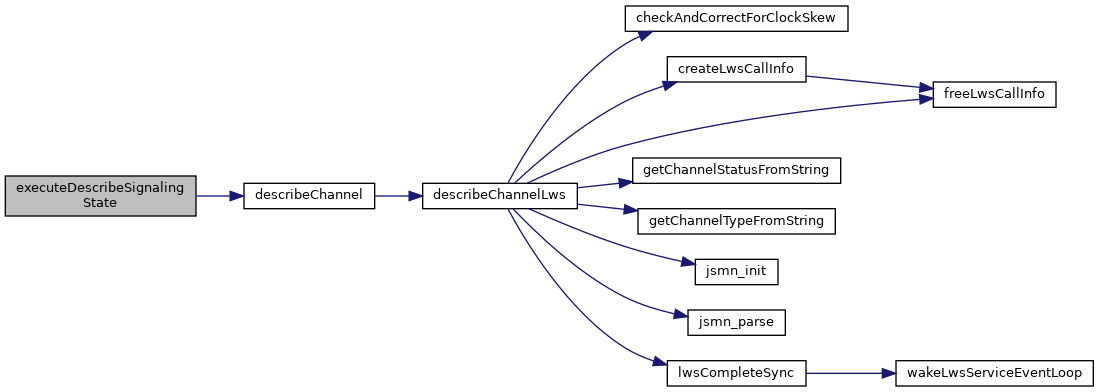 executeDescribeSignaling
State
describeChannel
describeChannelLws
checkAndCorrectForClockSkew
createLwsCallInfo
freeLwsCallInfo
getChannelStatusFromString
getChannelTypeFromString
jsmn_init
jsmn_parse
lwsCompleteSync
wakeLwsServiceEventLoop